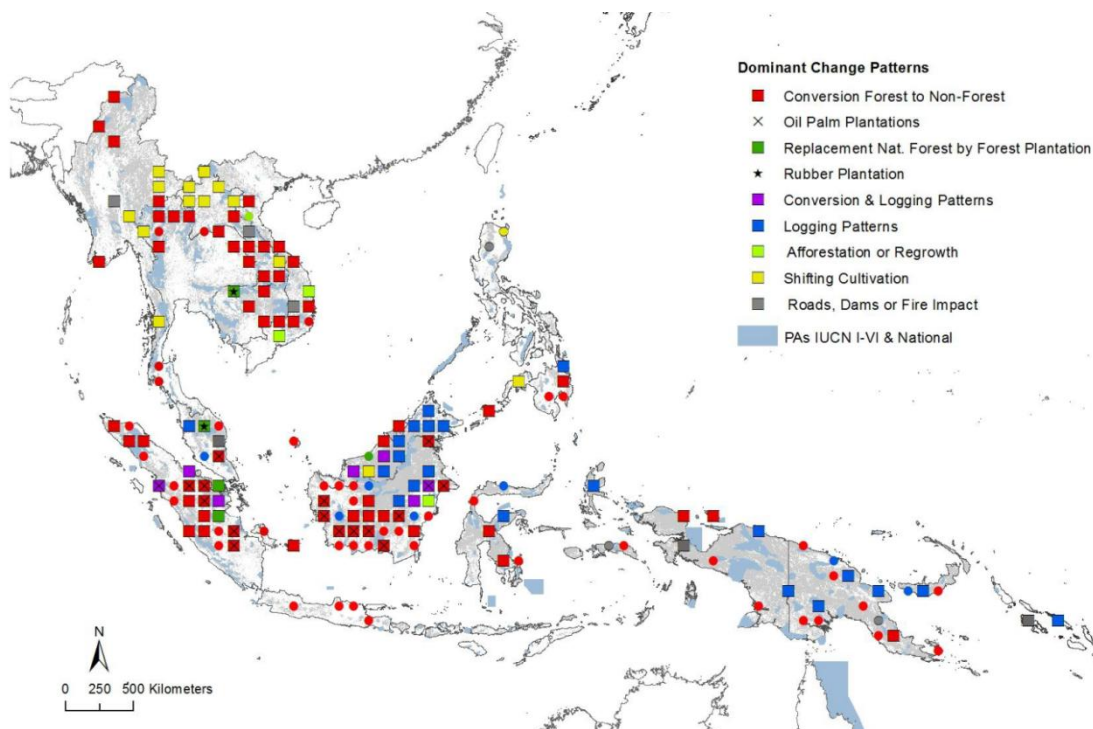 Dominant Change Patterns
Conversion Forest to Non-Forest
Oil Palm Plantations
Replacement Nat. Forest by Forest Plantation
Rubber Plantation
Conversion & Logging Patterns
Logging Patterns
Afforestation or Regrowth
Shifting Cultivation
Roads, Dams or Fire Impact
PAs IUCN I-VI & National
N
0 250 500 Kilometers